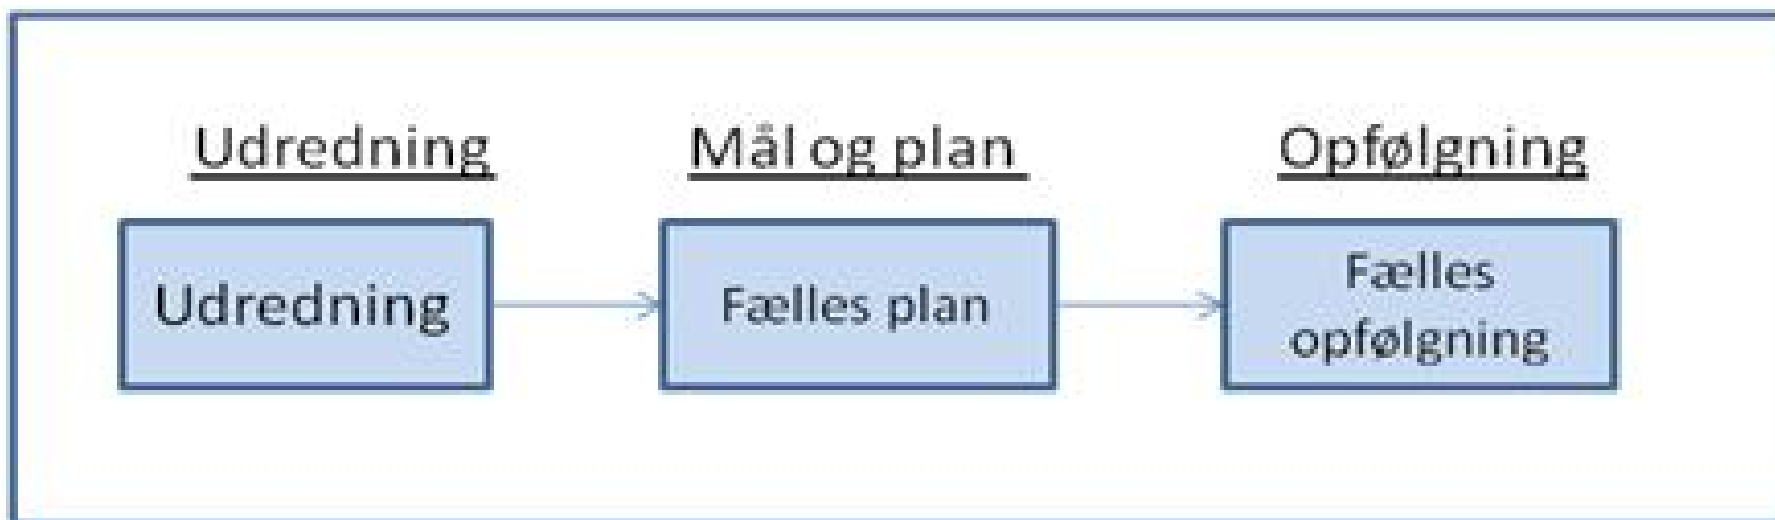 Udredning
Mål og plan
Opfølgning
Udredning
Fælles plan
Fælles
opfølgning